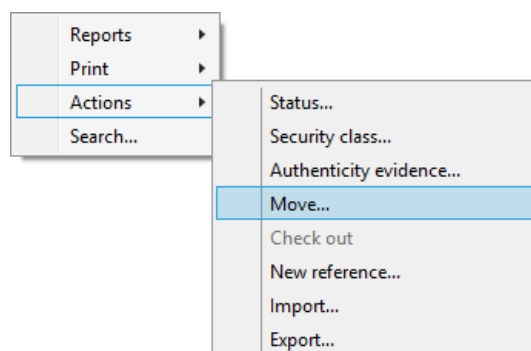 Reports
Print
Actions
Search...
Status...
Security class...
Authenticity evidence...
Move...
Check out
New reference...
Import...
Export...